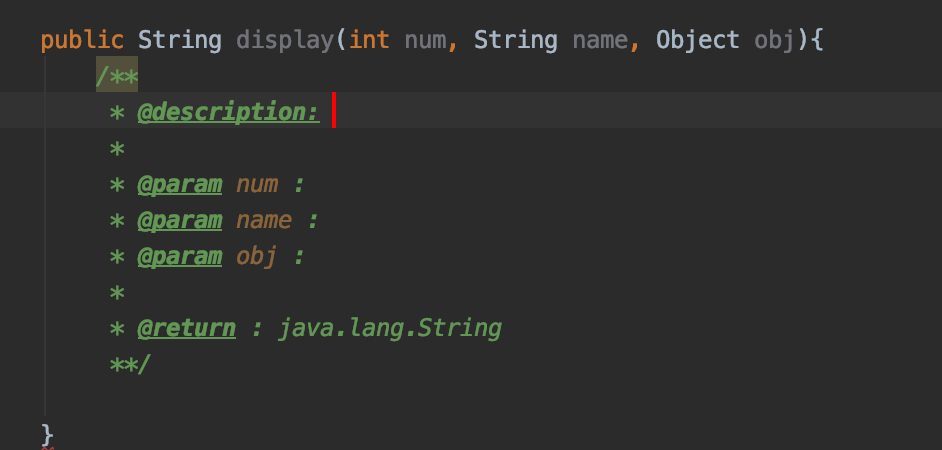 public String display(int num, String name, Object obj){
/**
* @description:
*
* @param num :
* @param name :
* @param obj :
*
* @return : java.lang.String
**/
}